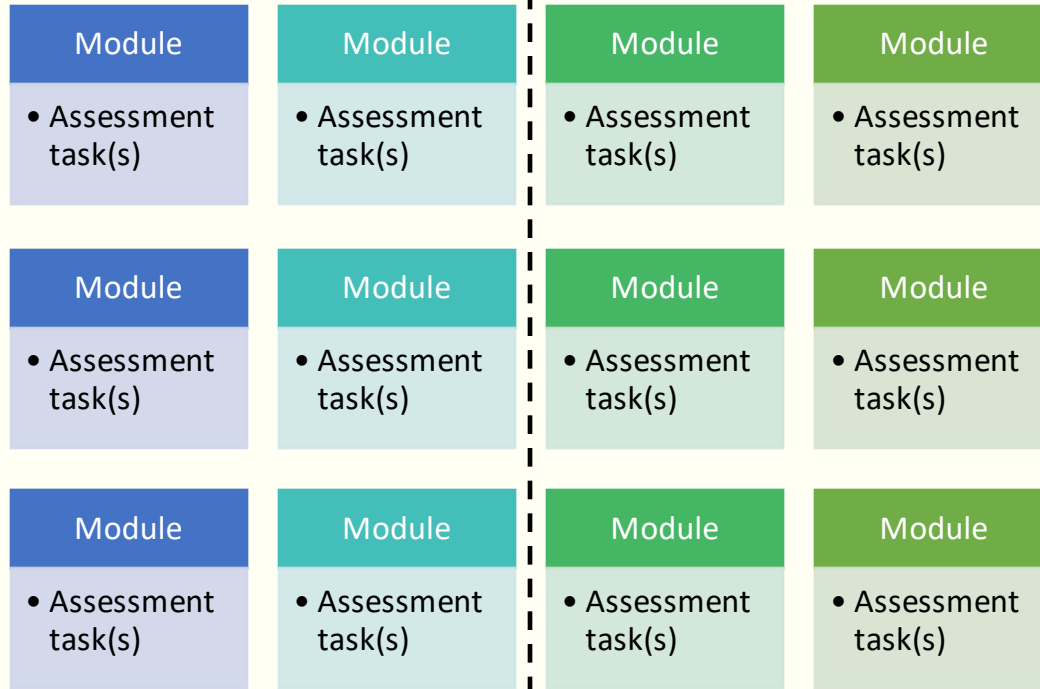 Module
Module
Module
Module
• Assessment
task(s)
• Assessment
task(s)
• Assessment
task(s)
• Assessment
task(s)
Module
Module
Module
Module
• Assessment
task(s)
• Assessment
task(s)
• Assessment
task(s)
• Assessment
task(s)
Module
Module
Module
Module
• Assessment
task(s)
• Assessment
task(s)
• Assessment
task(s)
• Assessment
task(s)